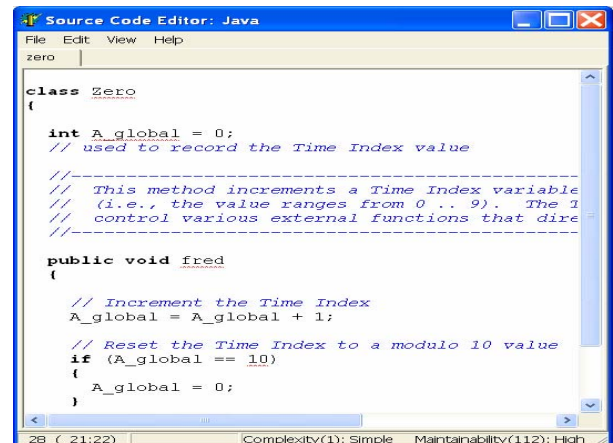 Source Code Editor: Java
File Edit View Help
zero
class Zero
{
int A_global = 0;
// used to record the Time Index value
//----------------------------------------------------
// This method increments a Time Index variable
// (i.e., the value ranges from 0 .. 9). The T
// control various external functions that dire
//----------------------------------------------------
public void fred
{
// Increment the Time Index
A_global = A_global + 1;
// Reset the Time Index to a modulo 10 value
if (A_global == 10)
{
A_global = 0;
}
28 ( 21:22) Complexity(1): Simple Maintainability(112): High